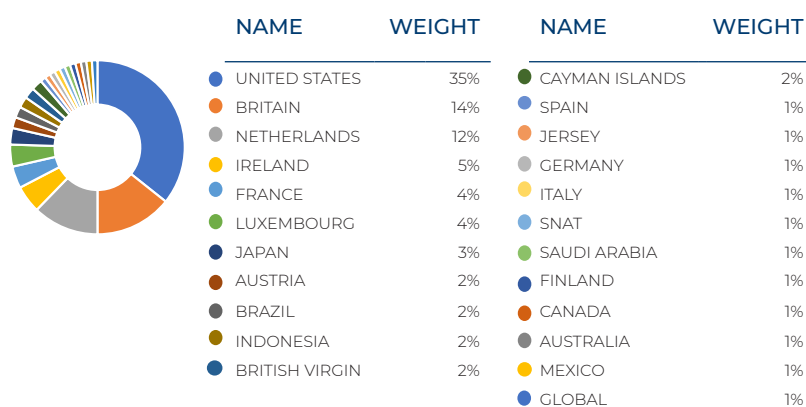 NAME WEIGHT
UNITED STATES 35%
BRITAIN 14%
NETHERLANDS 12%
IRELAND 5%
FRANCE 4%
LUXEMBOURG 4%
JAPAN 3%
AUSTRIA 2%
BRAZIL 2%
INDONESIA 2%
BRITISH VIRGIN 2%
NAME WEIGHT
CAYMAN ISLANDS 2%
SPAIN 1%
JERSEY 1%
GERMANY 1%
ITALY 1%
SNAT 1%
SAUDI ARABIA 1%
FINLAND 1%
CANADA 1%
AUSTRALIA 1%
MEXICO 1%
GLOBAL 1%